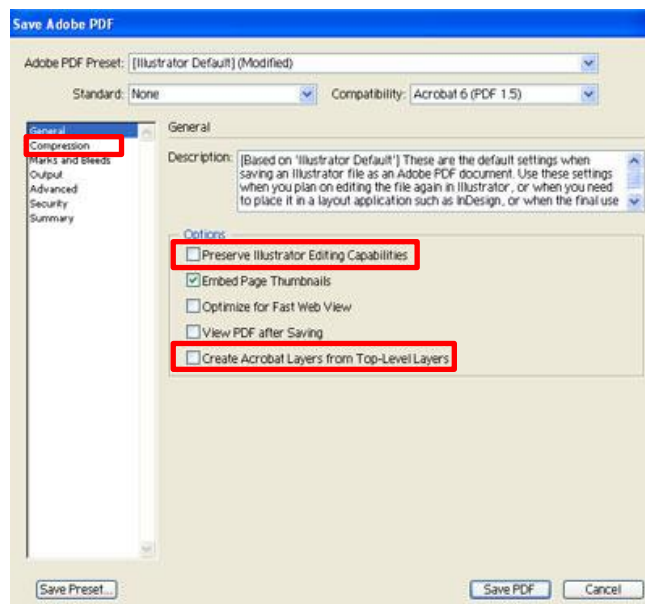 Save Adobe PDF
Adobe PDF Preset: [Illustrator Default] (Modified)
Standard: None Compatibility: Acrobat 6 (PDF 1.5)
General
Compression
Marks and Bleeds
Output
Advanced
Security
Summary
General
Description: [Based on 'Illustrator Default'] These are the default settings when
saving an Illustrator file as an Adobe PDF document. Use these settings
when you plan on editing the file again in Illustrator, or when you need
to place it in a layout application such as InDesign, or when the final use
Options
Preserve Illustrator Editing Capabilities
Embed Page Thumbnails
Optimize for Fast Web View
View PDF after Saving
Create Acrobat Layers from Top-Level Layers
Save Preset... Save PDF Cancel